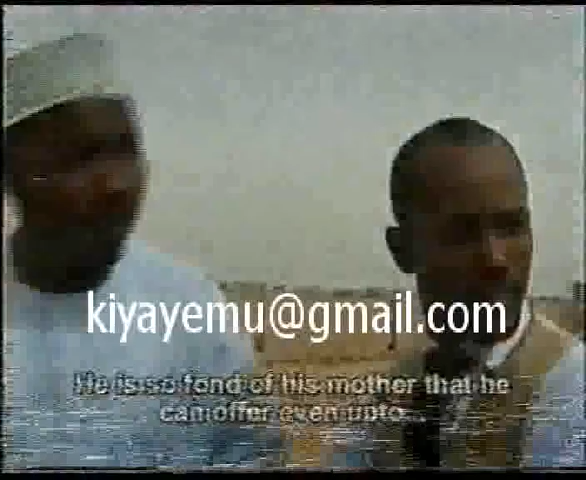 kiyayemu@gmail.com
He is so fond of his mother that he
can offer even upto...